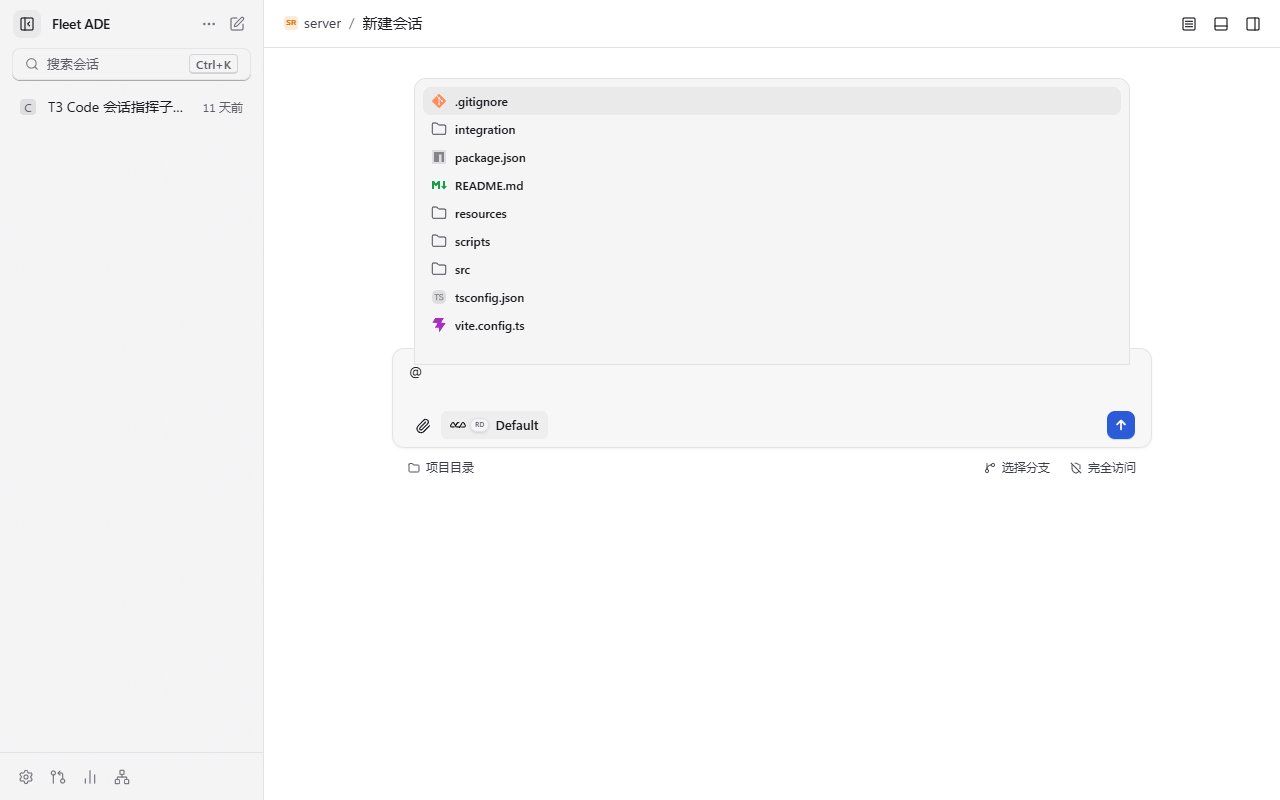 Fleet ADE
搜索会话
Ctrl+K
C
T3 Code 会话指挥子...
11 天前
SR
server / 新建会话
.gitignore
integration
package.json
M README.md
resources
scripts
src
TS tsconfig.json
vite.config.ts
@
RD
Default
项目目录
选择分支
完全访问